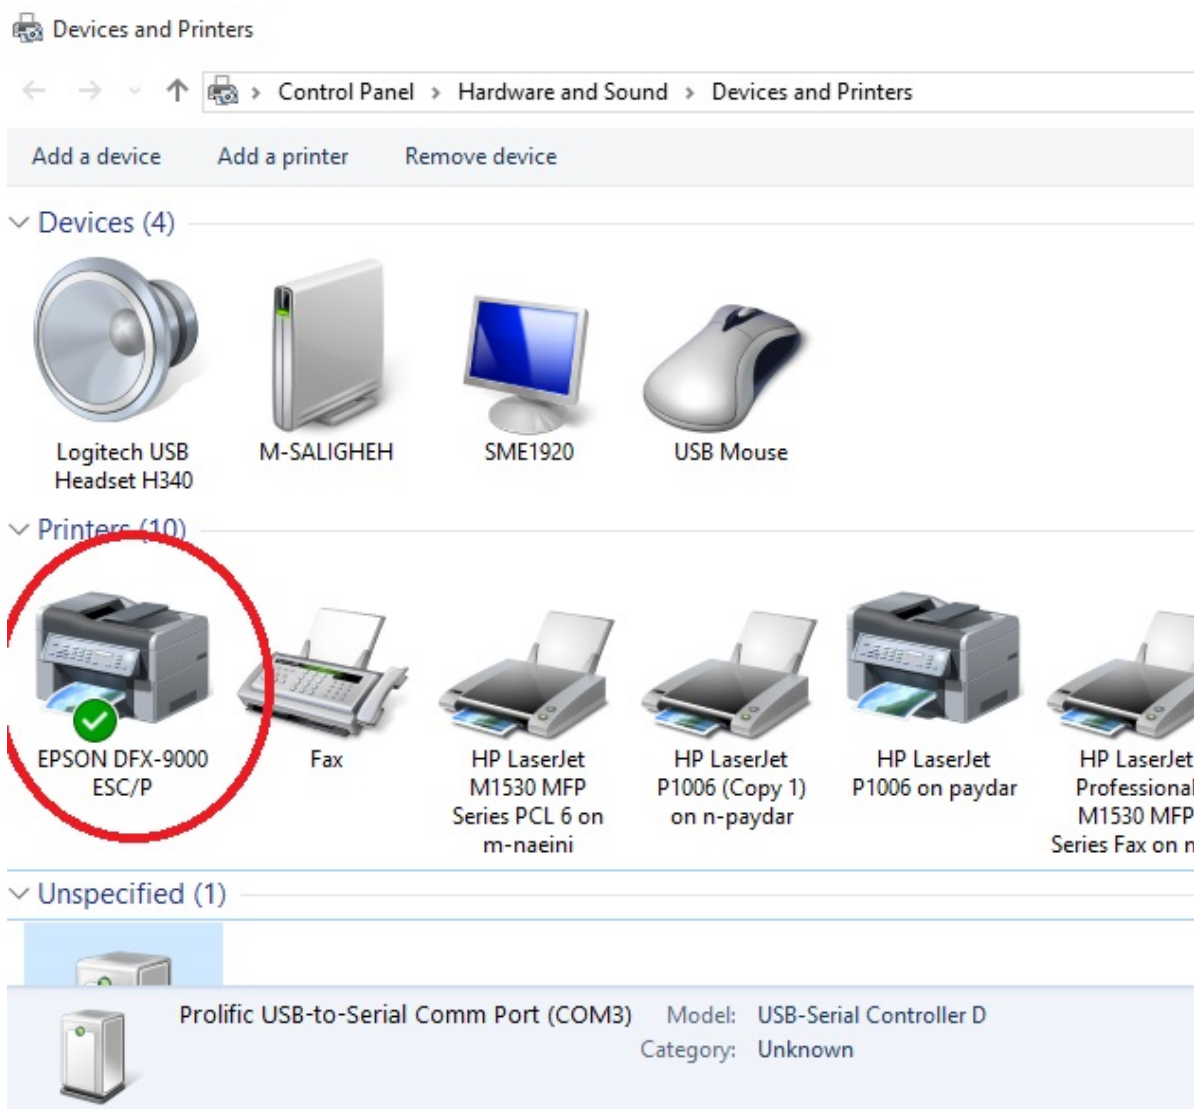 Devices and Printers
Control Panel > Hardware and Sound > Devices and Printers
Add a device Add a printer Remove device
Devices (4)
Logitech USB
Headset H340
M-SALIGHEH
SME1920
USB Mouse
Printers (10)
EPSON DFX-9000
ESC/P
Fax
HP LaserJet
M1530 MFP
Series PCL 6 on
m-naeini
HP LaserJet
P1006 (Copy 1)
on n-paydar
HP LaserJet
P1006 on paydar
HP LaserJet
Professional
M1530 MFP
Series Fax on
Unspecified (1)
Prolific USB-to-Serial Comm Port (COM3) Model: USB-Serial Controller D
Category: Unknown